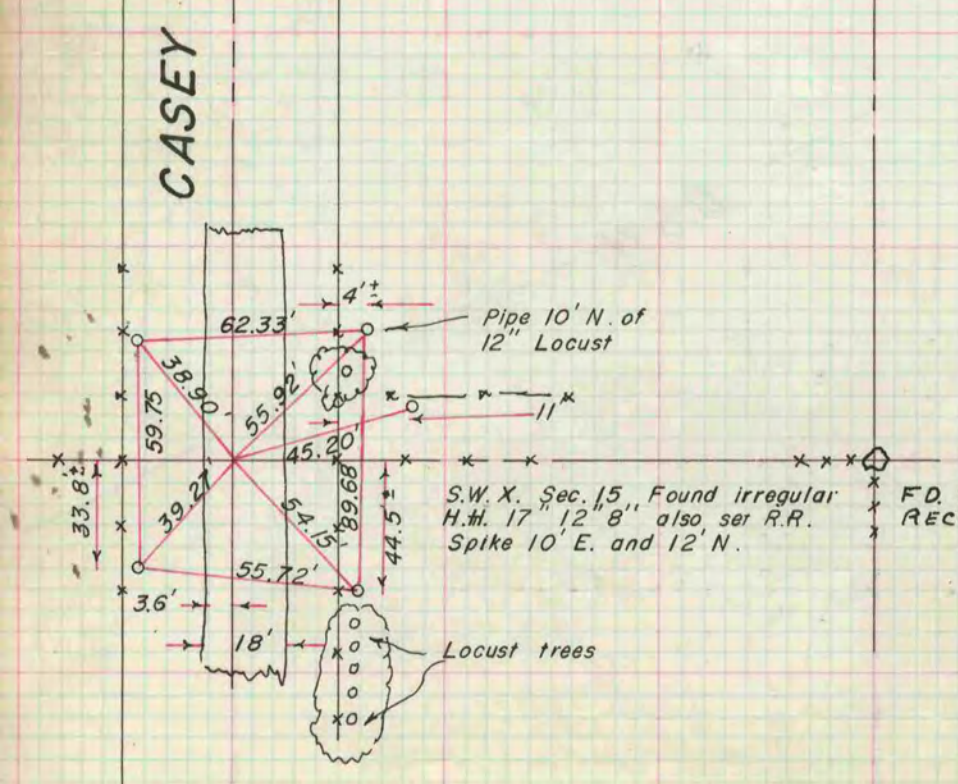 CASEY
4'±
62.33'
Pipe 10' N. of
12" Locust
38.90'
55.92'
59.75
11'
45.20'
33.8'±
39.27'
54.15'
89.68'
44.5'±
S.W.X. Sec. 15 Found irregular
H.H. 17" 12" 8" also set R.R.
Spike 10' E. and 12' N.
F.D.
REC
55.72'
3.6'
18'
Locust trees